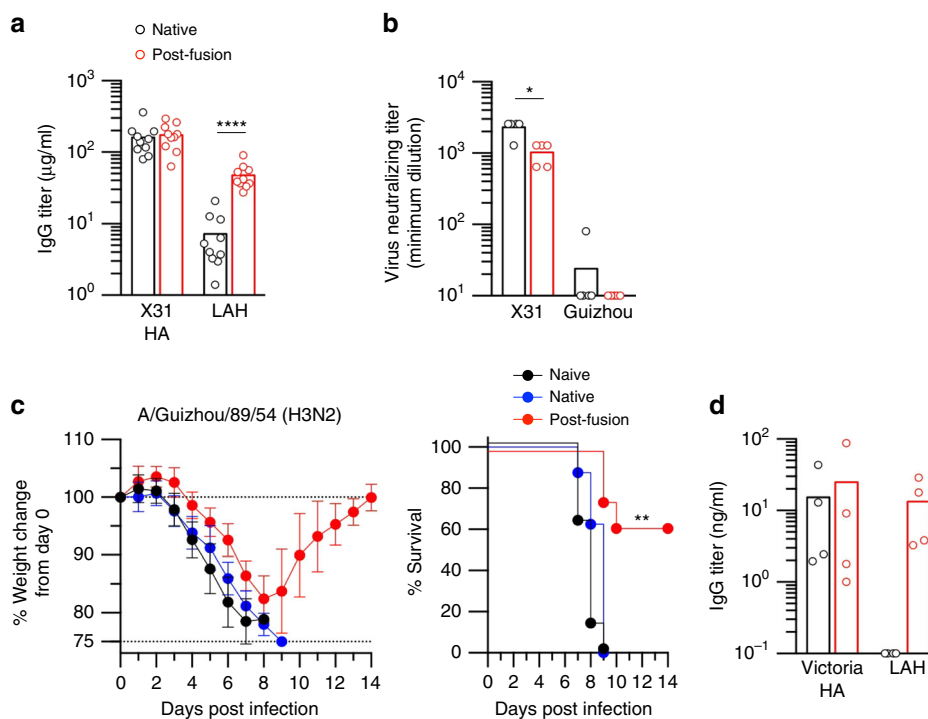 a
Native
Post-fusion
IgG titer (μg/ml)
10³
10²
10¹
10⁰
****
X31
HA
LAH
b
Virus neutralizing titer
(minimum dilution)
10⁴
10³
10²
10¹
*
X31
Guizhou
c
A/Guizhou/89/54 (H3N2)
% Weight change
from day 0
110
100
90
80
75
0 2 4 6 8 10 12 14
Days post infection
Naive
Native
Post-fusion
% Survival
100
80
60
40
20
0
**
0 2 4 6 8 10 12 14
Days post infection
d
IgG titer (ng/ml)
10²
10¹
10⁰
10⁻¹
Victoria
HA
LAH